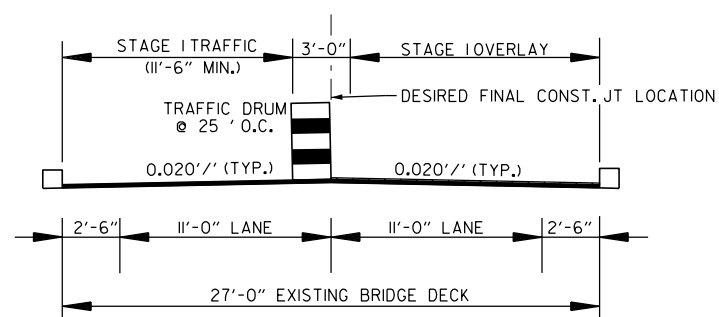 STAGE I TRAFFIC
(11'-6" MIN.)
3'-0"
STAGE I OVERLAY
DESIRED FINAL CONST. JT LOCATION
TRAFFIC DRUM
@ 25 ' O.C.
0.020'/' (TYP.)
0.020'/' (TYP.)
2'-6"
11'-0" LANE
11'-0" LANE
2'-6"
27'-0" EXISTING BRIDGE DECK